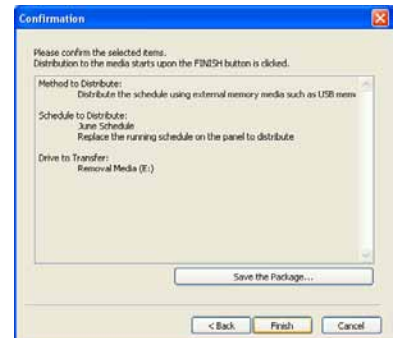 Confirmation
Please confirm the selected items.
Distribution to the media starts upon the FINISH button is clicked.
Method to Distribute:
Distribute the schedule using external memory media such as USB mem
Schedule to Distribute:
June Schedule
Replace the running schedule on the panel to distribute
Drive to Transfer:
Removal Media (E:)
Save the Package...
< Back Finish Cancel